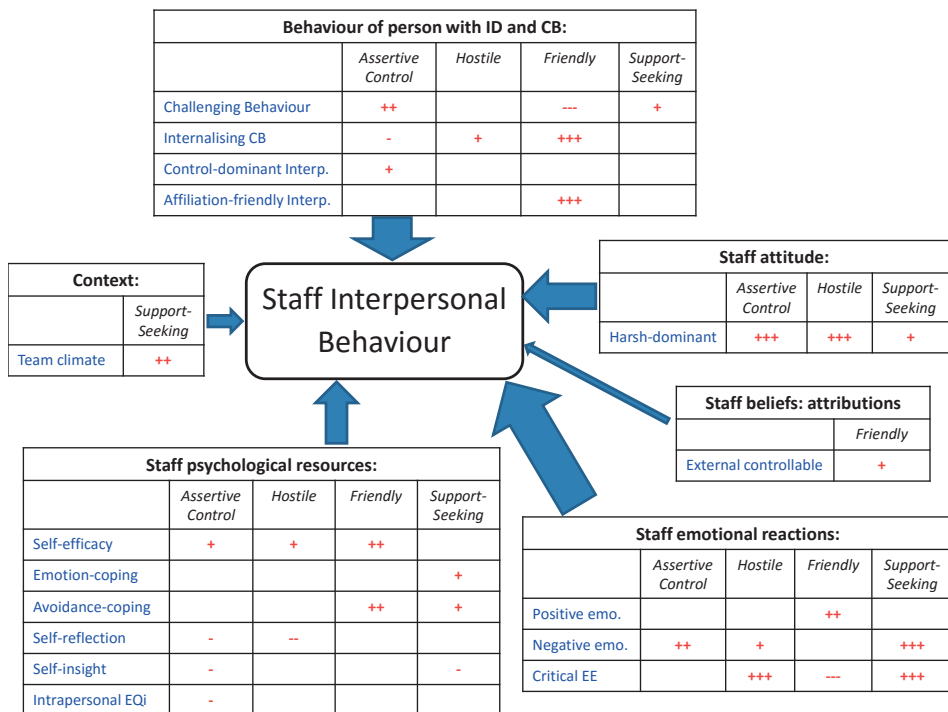 Behaviour of person with ID and CB:
Assertive Control Hostile Friendly Support-Seeking
Challenging Behaviour ++ --- +
Internalising CB - + +++
Control-dominant Interp. +
Affiliation-friendly Interp. +++
Context:
Support-Seeking
Team climate ++
Staff Interpersonal
Behaviour
Staff attitude:
Assertive Control Hostile Support-Seeking
Harsh-dominant +++ +++ +
Staff beliefs: attributions
Friendly
External controllable +
Staff psychological resources:
Assertive Control Hostile Friendly Support-Seeking
Self-efficacy + + ++
Emotion-coping +
Avoidance-coping ++ +
Self-reflection - --
Self-insight - -
Intrapersonal EQi -
Staff emotional reactions:
Assertive Control Hostile Friendly Support-Seeking
Positive emo. ++
Negative emo. ++ + +++
Critical EE +++ --- +++